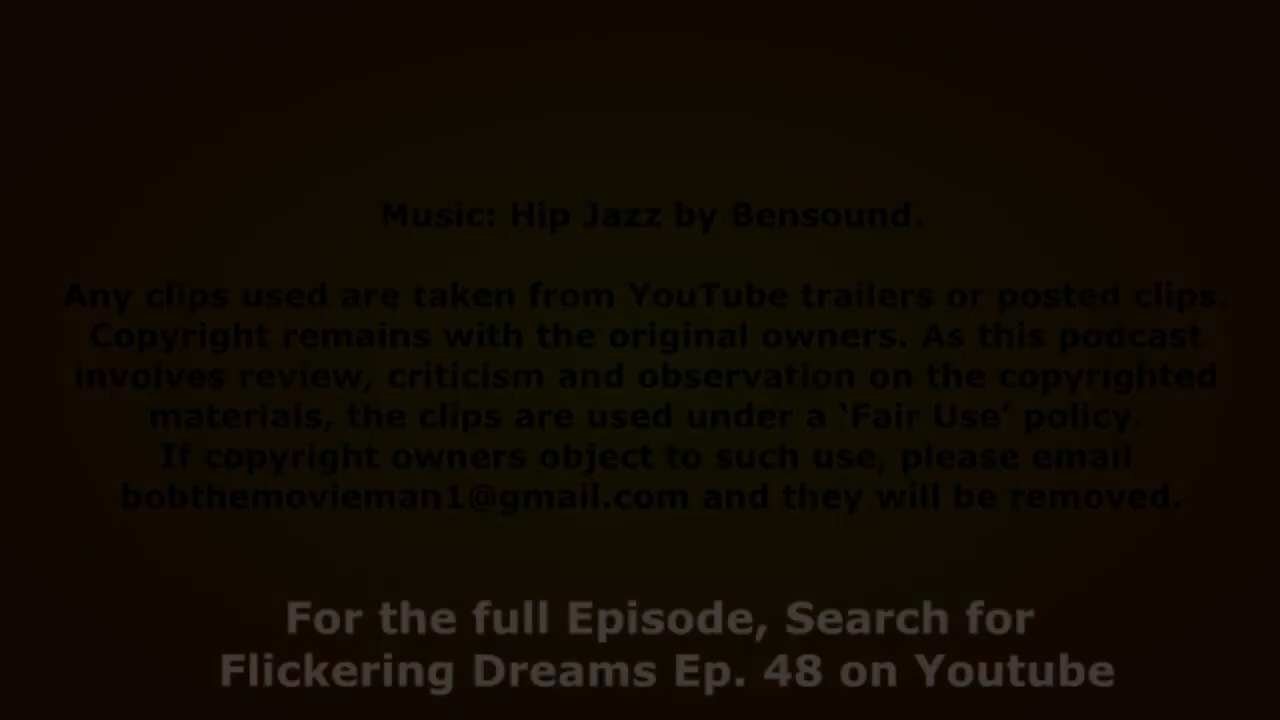 Music: Hip Jazz by Bensound.
Any clips used are taken from YouTube trailers or posted clips.
Copyright remains with the original owners. As this podcast
involves review, criticism and observation on the copyrighted
materials, the clips are used under a ‘Fair Use’ policy.
If copyright owners object to such use, please email
bobthemovieman1@gmail.com and they will be removed.
For the full Episode, Search for
Flickering Dreams Ep. 48 on Youtube